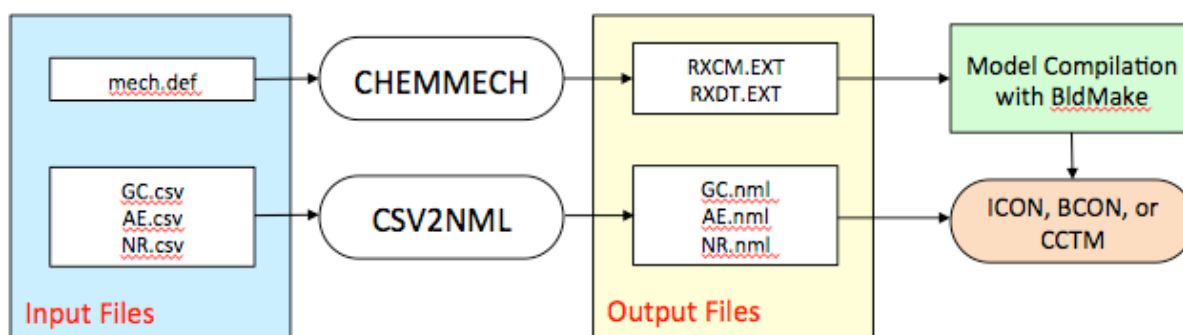 mech.def
CHEMMECH
RXCM.EXT
RXDT.EXT
Model Compilation
with BldMake
GC.csv
AE.csv
NR.csv
CSV2NML
GC.nml
AE.nml
NR.nml
ICON, BCON, or
CCTM
Input Files
Output Files